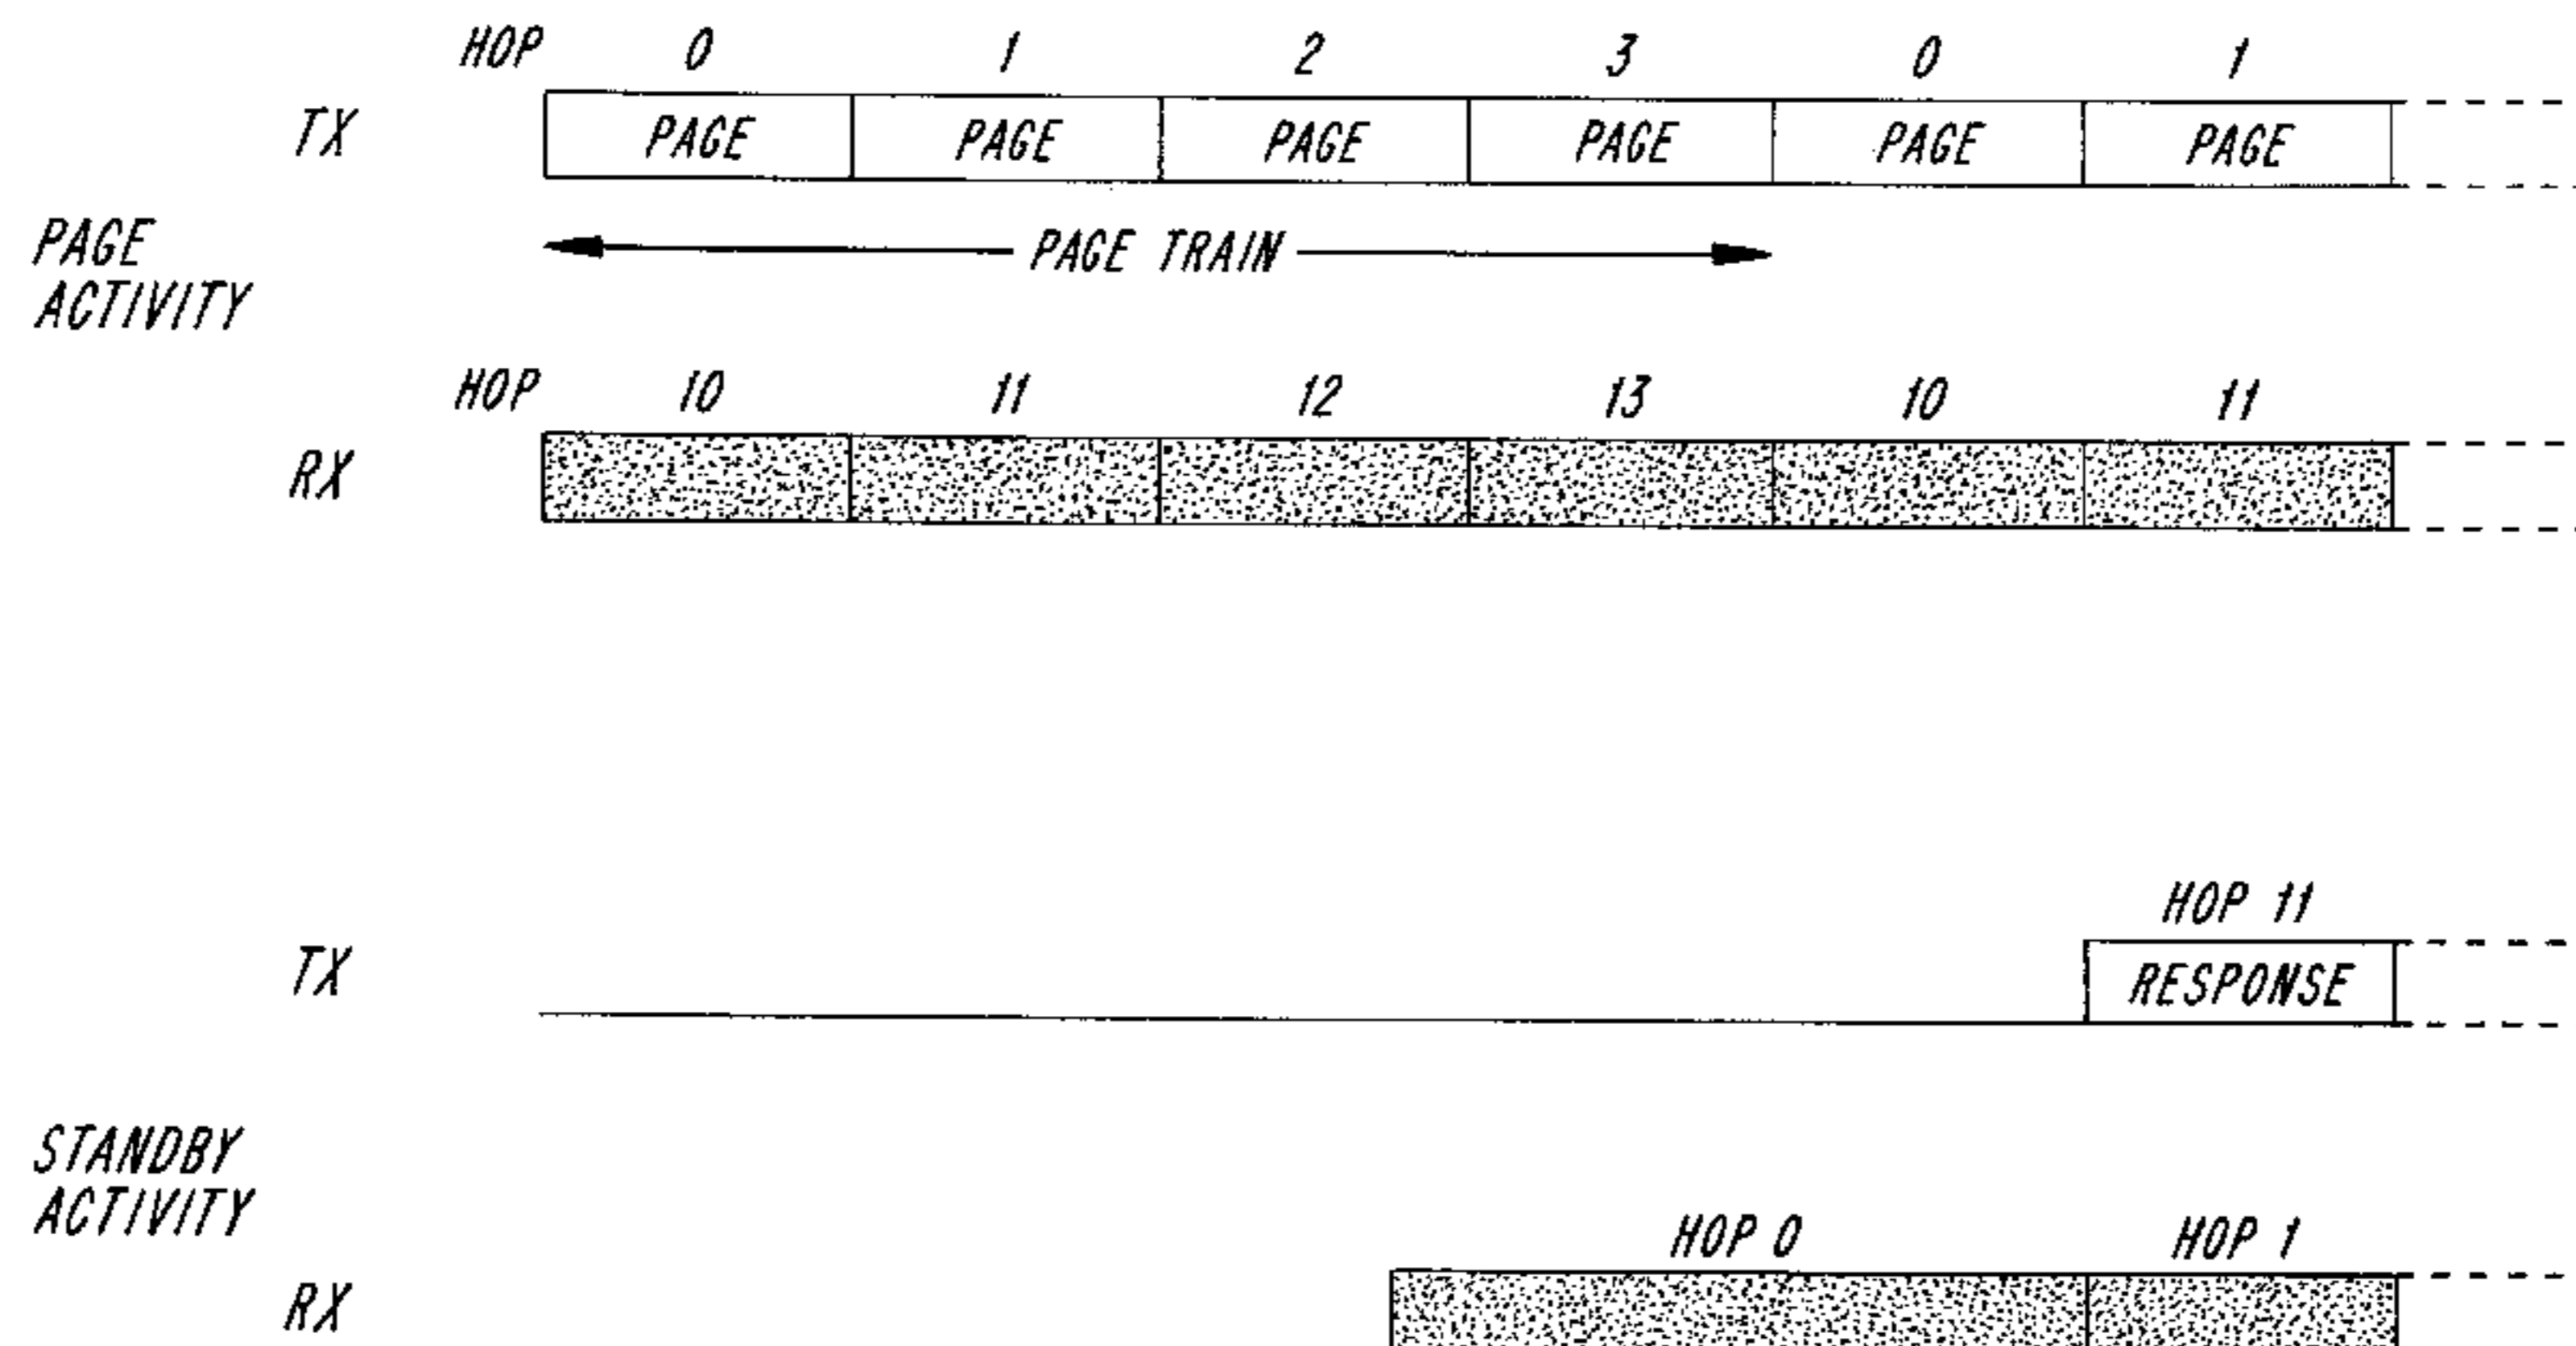 HOP 0 1 2 3 0 1
TX PAGE PAGE PAGE PAGE PAGE PAGE
PAGE TRAIN
PAGE
ACTIVITY
HOP 10 11 12 13 10 11
RX
HOP 11
TX RESPONSE
STANDBY
ACTIVITY
HOP 0 HOP 1
RX